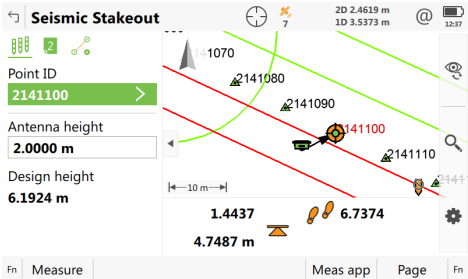 Seismic Stakeout
7
2D 2.4619 m
1D 3.5373 m
@
12:37
2
Point ID
2141100
Antenna height
2.0000 m
Design height
6.1924 m
2141070
2141080
2141090
2141100
2141110
10 m
1.4437
6.7374
4.7487 m
Fn
Measure
Meas app
Page
Fn